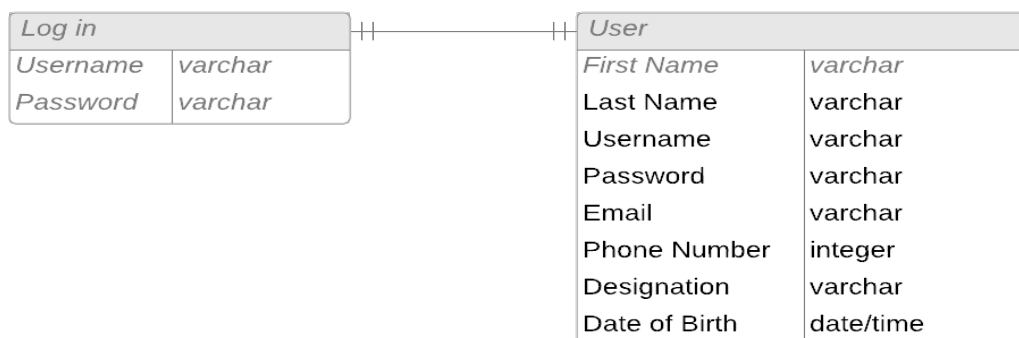 Log in
Username varchar
Password varchar
User
First Name varchar
Last Name varchar
Username varchar
Password varchar
Email varchar
Phone Number integer
Designation varchar
Date of Birth date/time